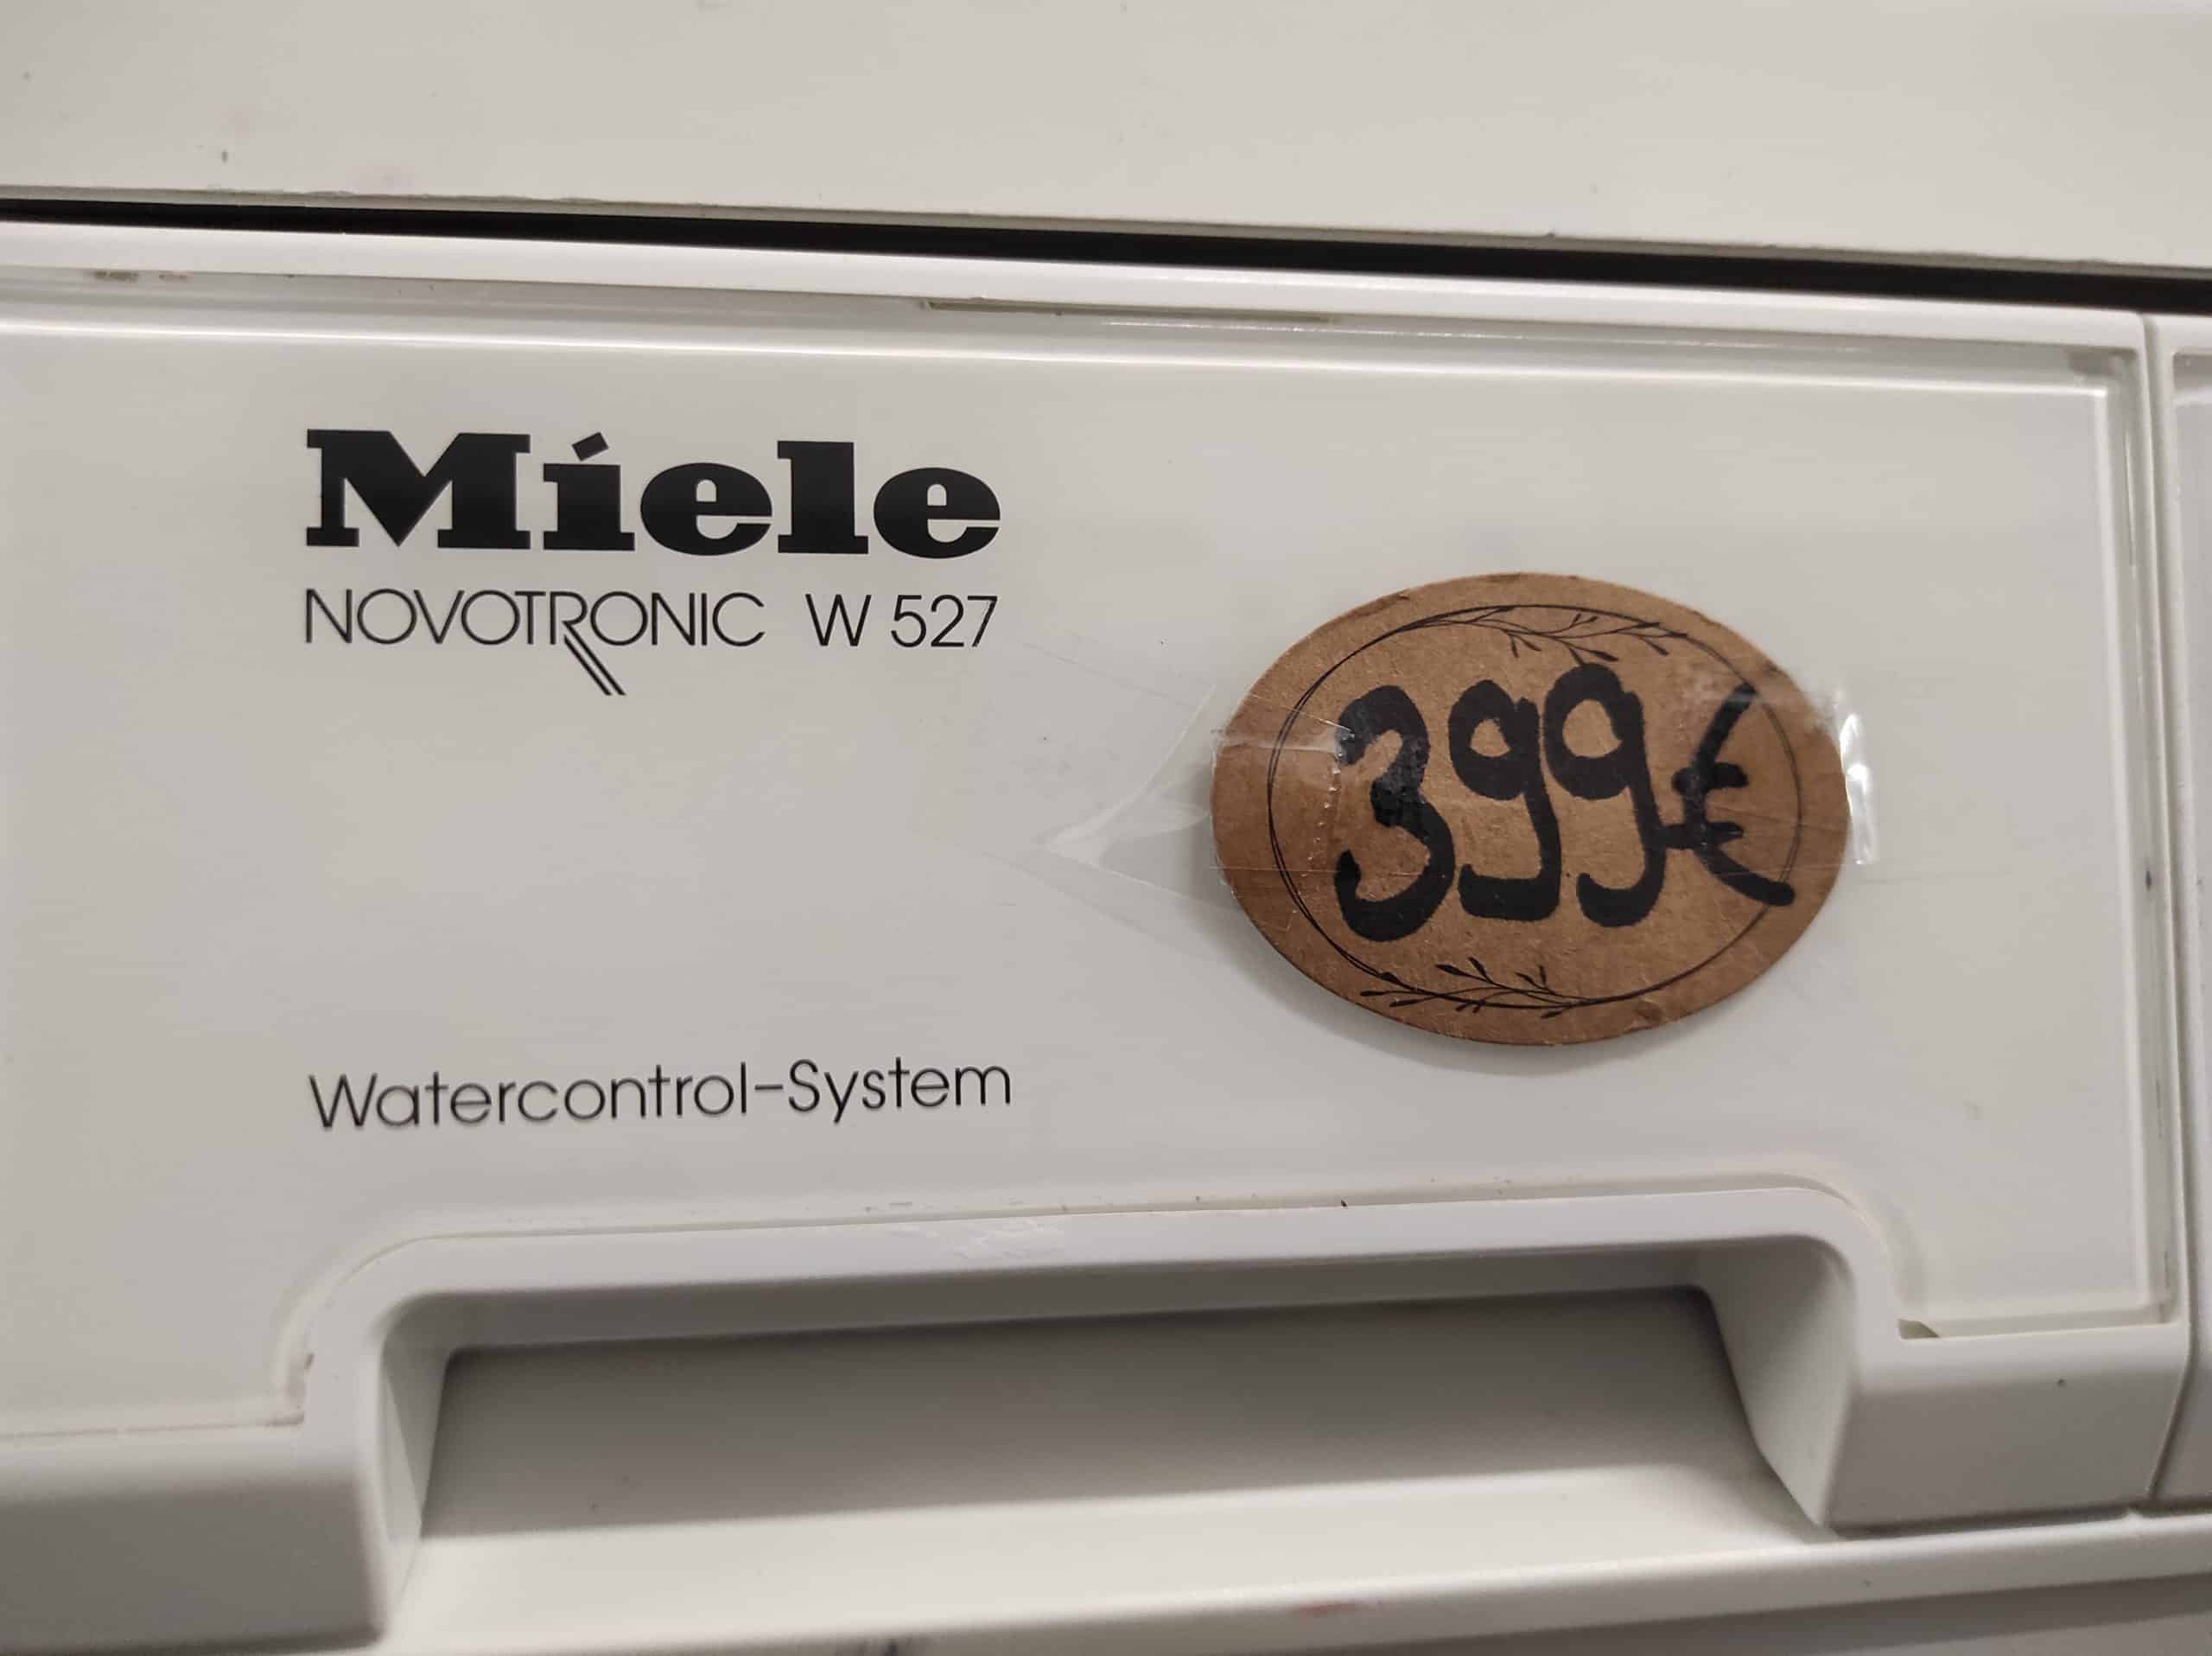 Miele
NOVOTRONIC W 527
399€
Watercontrol-System